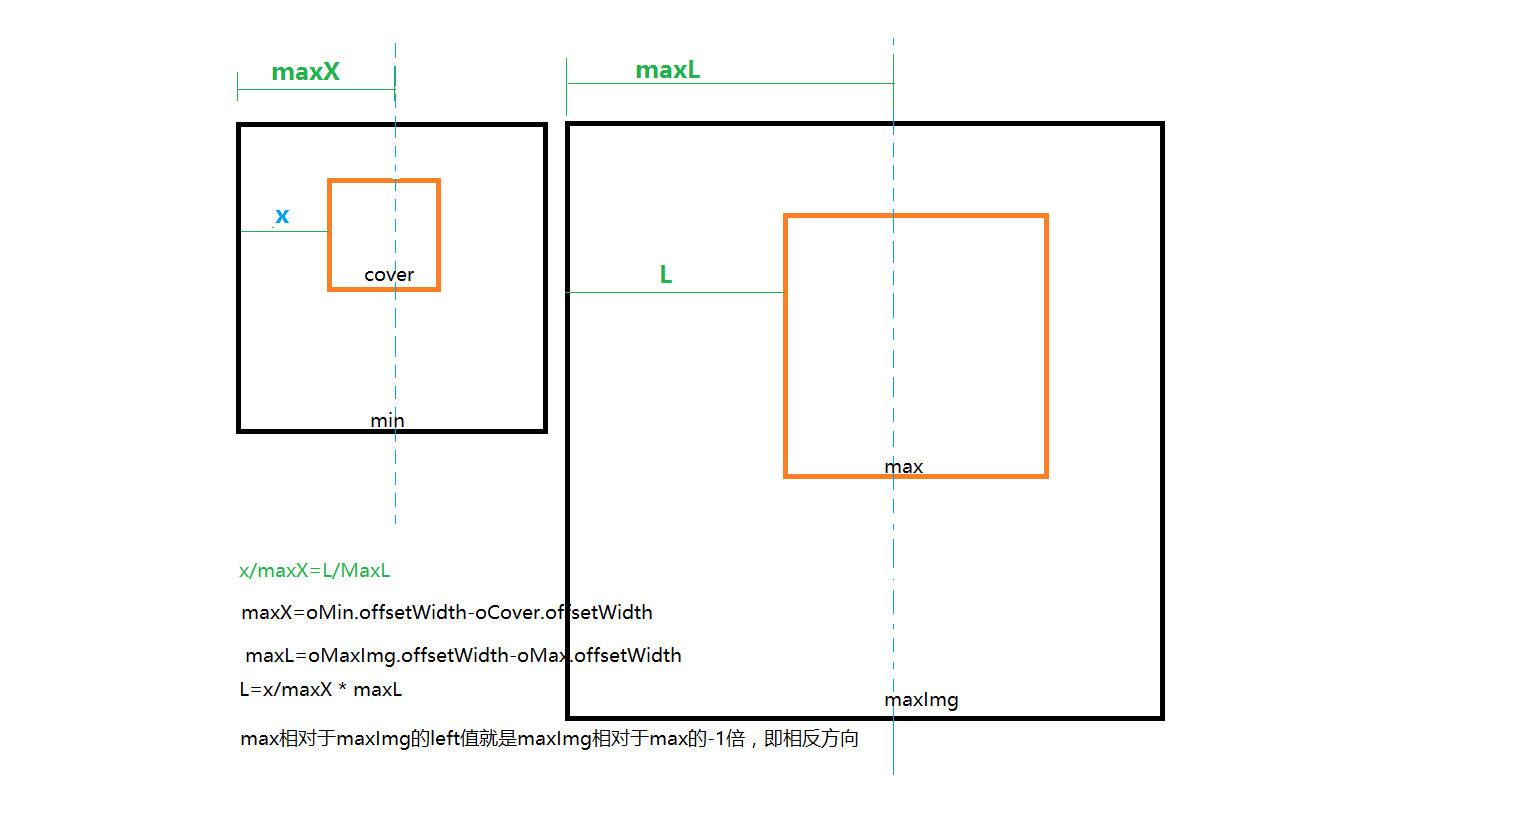 maxX
maxL
x
L
cover
min
max
x/maxX=L/MaxL
maxX=oMin.offsetWidth-oCover.offsetWidth
maxL=oMaxImg.offsetWidth-oMax.offsetWidth
L=x/maxX * maxL
maxImg
max相对于maxImg的left值就是maxImg相对于max的-1倍，即相反方向